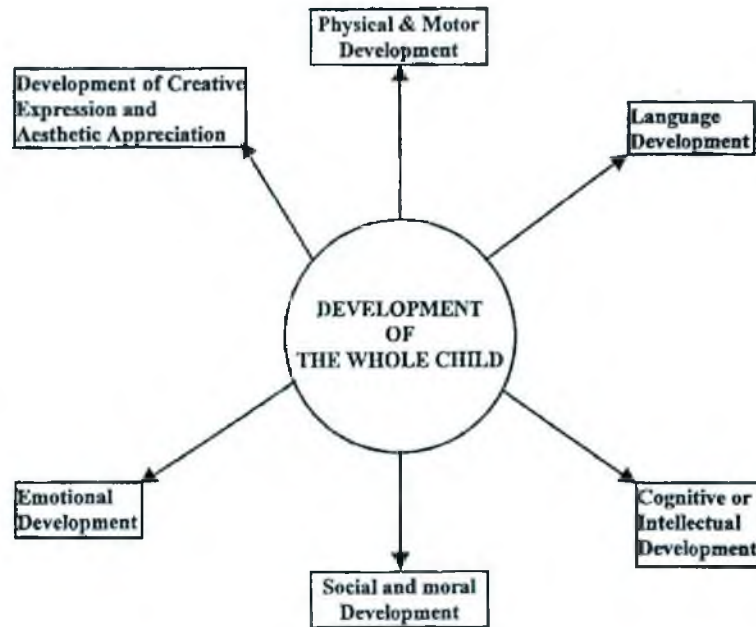 Physical & Motor
Development
Development of Creative
Expression and
Aesthetic Appreciation
Language
Development
DEVELOPMENT
OF
THE WHOLE CHILD
Emotional
Development
Cognitive or
Intellectual
Development
Social and moral
Development